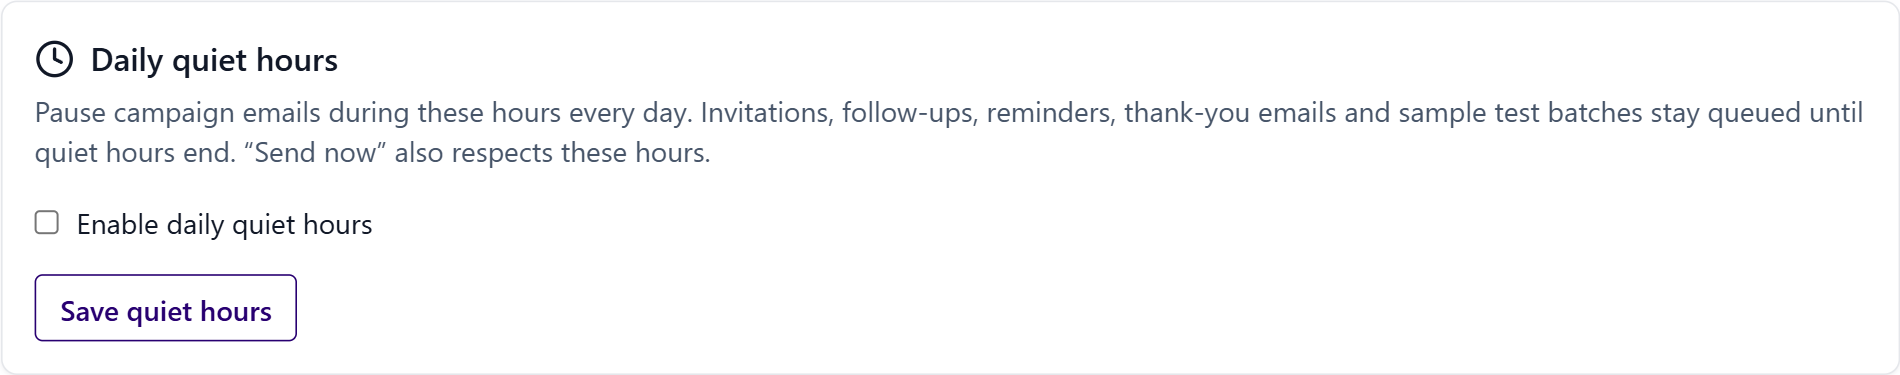 Daily quiet hours
Pause campaign emails during these hours every day. Invitations, follow-ups, reminders, thank-you emails and sample test batches stay queued until
quiet hours end. “Send now” also respects these hours.
Enable daily quiet hours
Save quiet hours